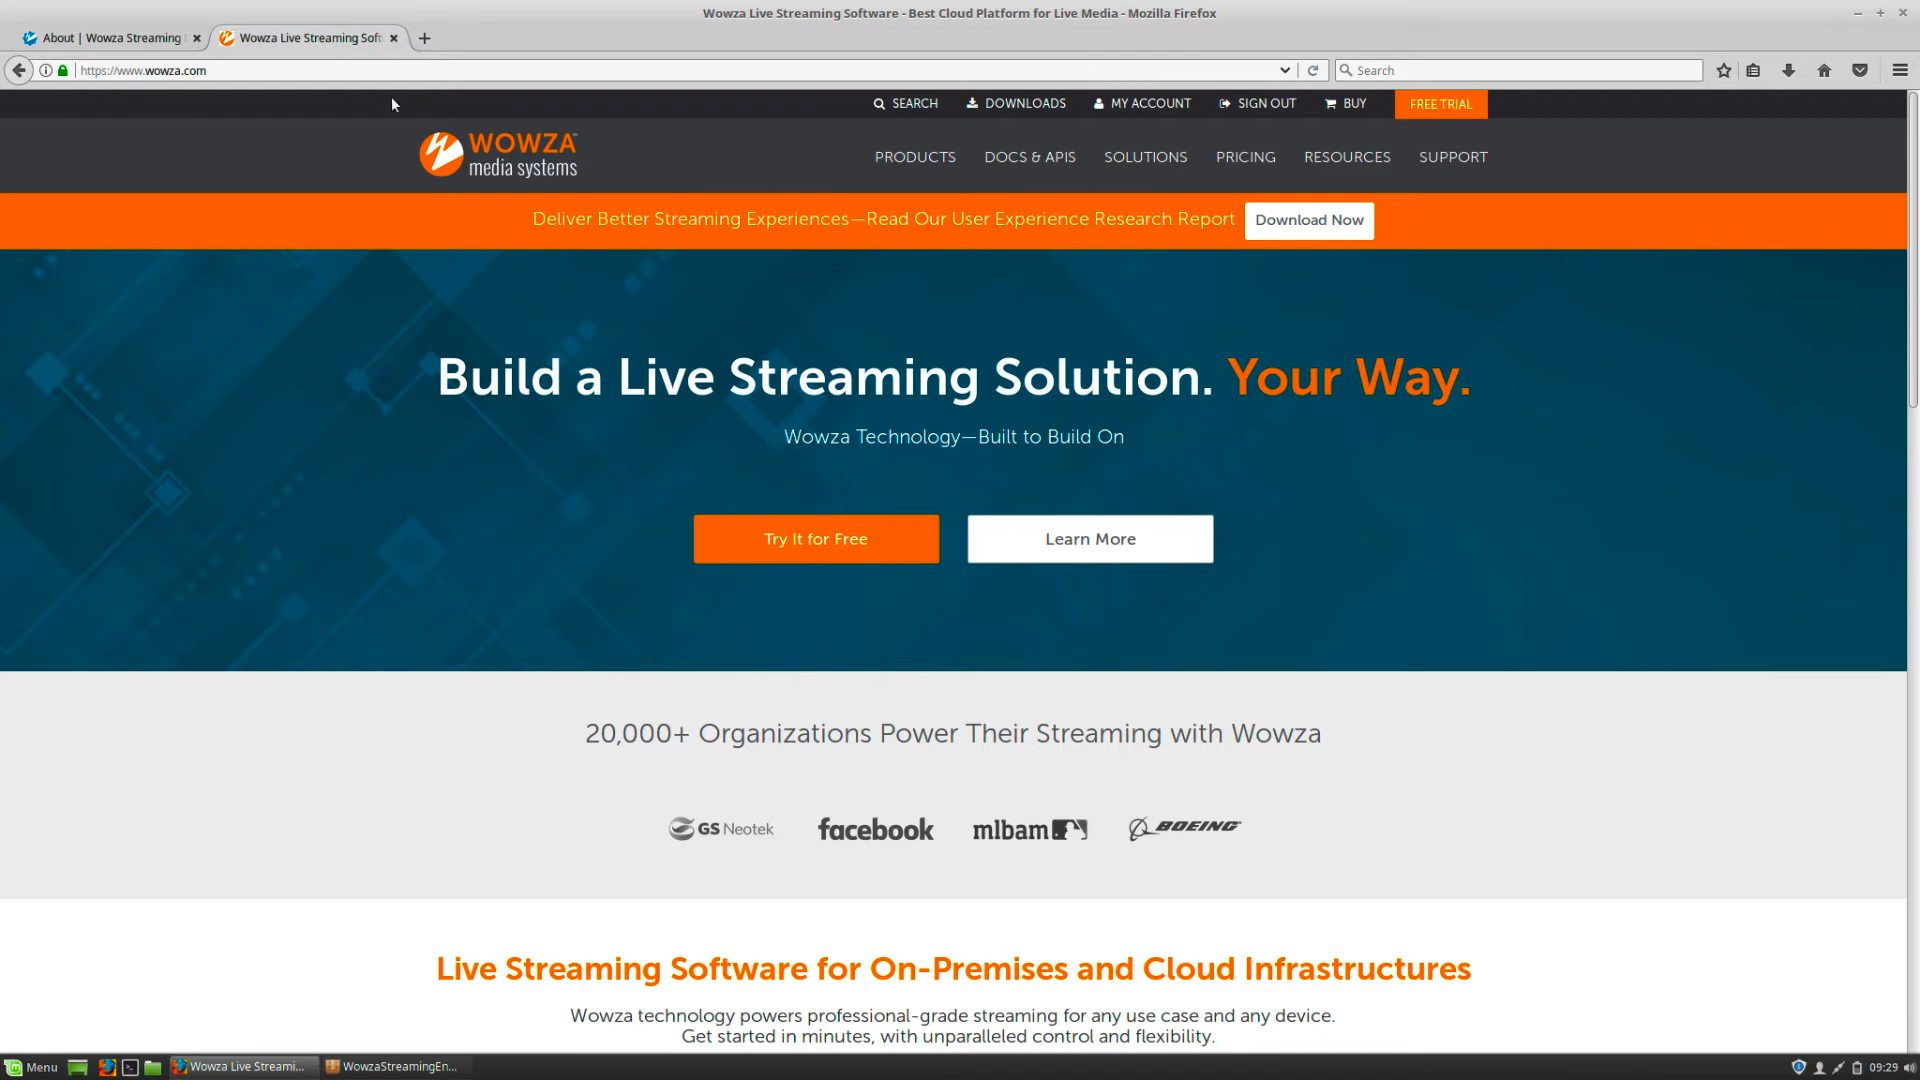 Wowza Live Streaming Software - Best Cloud Platform for Live Media - Mozilla Firefox
About | Wowza Streaming
Wowza Live Streaming Soft
https://www.wowza.com
Search
SEARCH
DOWNLOADS
MY ACCOUNT
SIGN OUT
BUY
FREE TRIAL
WOWZA
media systems
PRODUCTS
DOCS & APIS
SOLUTIONS
PRICING
RESOURCES
SUPPORT
Deliver Better Streaming Experiences—Read Our User Experience Research Report
Download Now
Build a Live Streaming Solution. Your Way.
Wowza Technology—Built to Build On
Try It for Free
Learn More
20,000+ Organizations Power Their Streaming with Wowza
GS Neotek
facebook
mlbam
BOEING
Live Streaming Software for On-Premises and Cloud Infrastructures
Wowza technology powers professional-grade streaming for any use case and any device.
Get started in minutes, with unparalleled control and flexibility.
Menu
Wowza Live Streami...
WowzaStreamingEn...
09:29